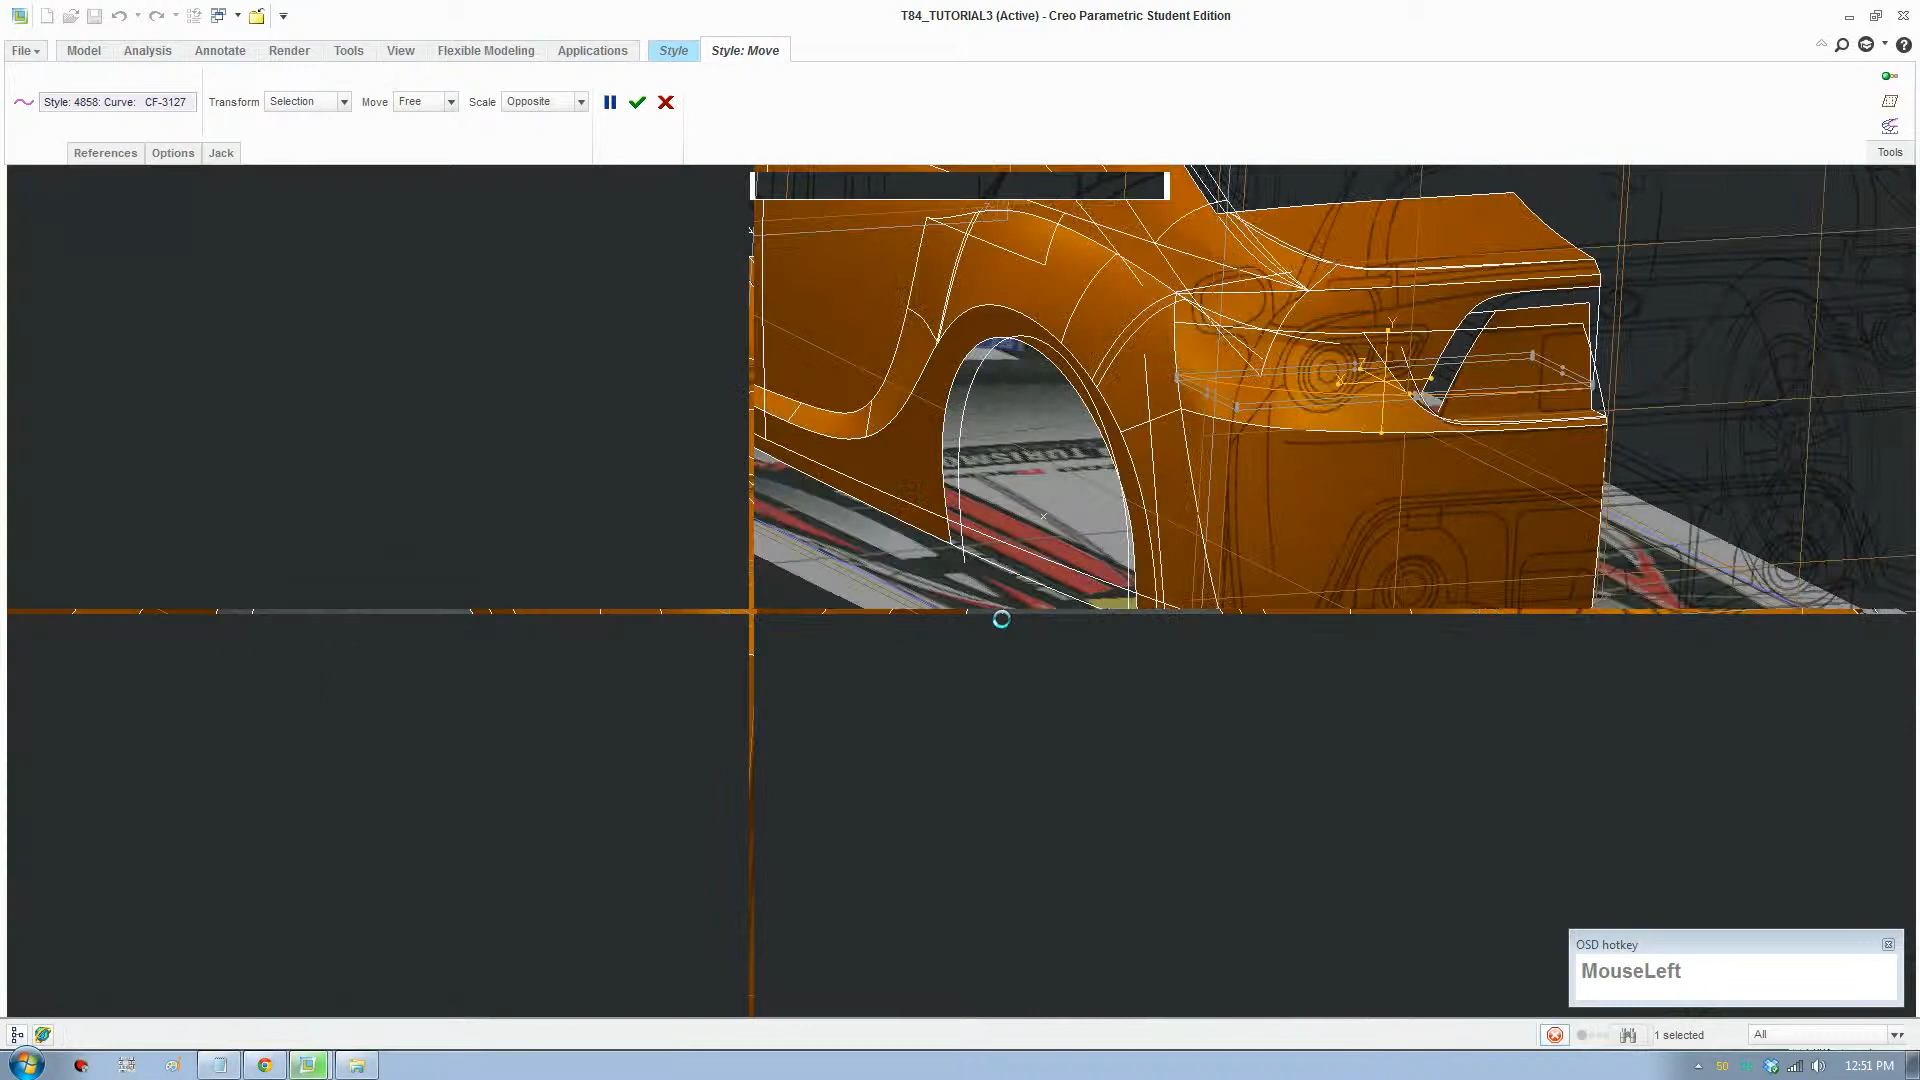 T84_TUTORIAL3 (Active) - Creo Parametric Student Edition
File Model Analysis Annotate Render Tools View Flexible Modeling Applications Style Style: Move
Style: 4858: Curve: CF-3127 Transform Selection Move Free Scale Opposite
References Options Jack
Tools
Y
Z
X
OSD hotkey
MouseLeft
1 selected All
50
12:51 PM